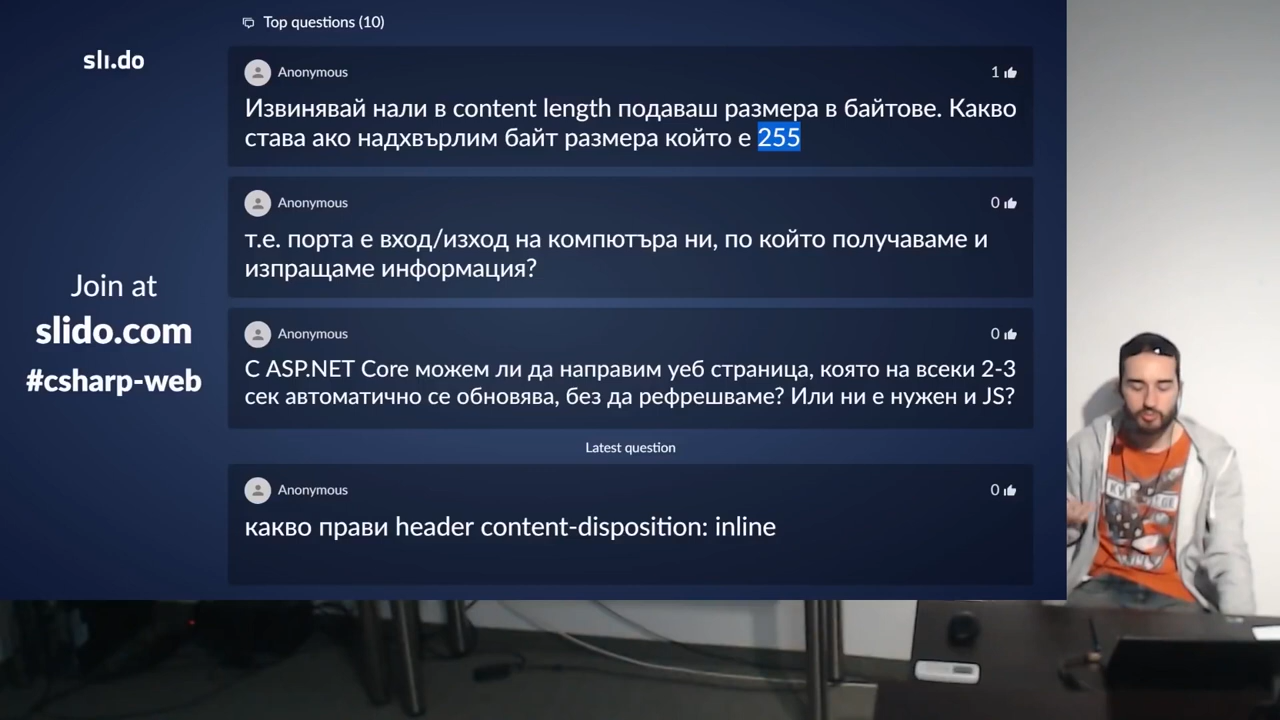 Top questions (10)
sli.do
Anonymous
1
Извинявай нали в content length подаваш размера в байтове. Какво
става ако надхвърлим байт размера който е 255
Anonymous
0
т.е. порта е вход/изход на компютъра ни, по който получаваме и
изпращаме информация?
Join at
slido.com
#csharp-web
Anonymous
0
С ASP.NET Core можем ли да направим уеб страница, която на всеки 2-3
сек автоматично се обновява, без да рефрешваме? Или ни е нужен и JS?
Latest question
Anonymous
0
какво прави header content-disposition: inline